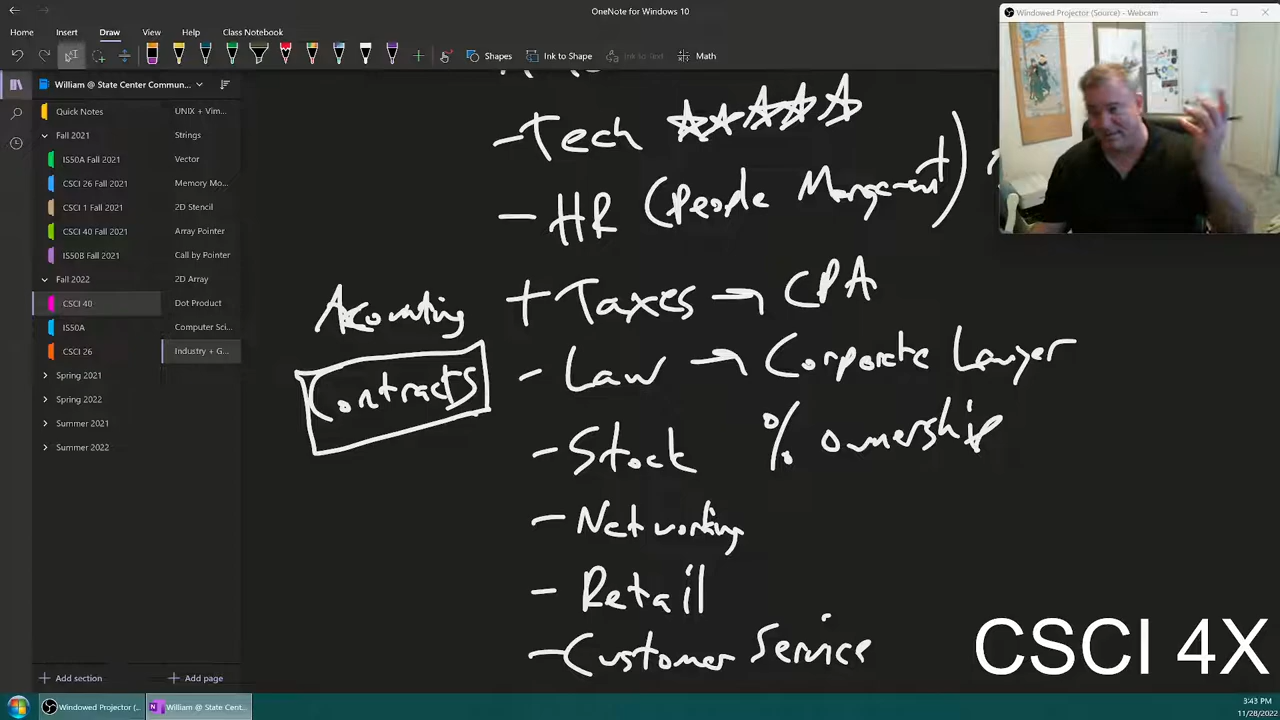 OneNote for Windows 10
Windowed Projector (Source) - Webcam
Home Insert Draw View Help Class Notebook
Shapes Ink to Shape Ink to Text Math
William @ State Center Commun...
Quick Notes
Fall 2021
IS50A Fall 2021
CSCI 26 Fall 2021
CSCI 1 Fall 2021
CSCI 40 Fall 2021
IS50B Fall 2021
Fall 2022
CSCI 40
IS50A
CSCI 26
Spring 2021
Spring 2022
Summer 2021
Summer 2022
Add section
UNIX + Vim...
Strings
Vector
Memory Mo...
2D Stencil
Array Pointer
Call by Pointer
2D Array
Dot Product
Computer Sci...
Industry + G...
Add page
- Tech
- HR (People Mangement)
Accounting
+ Taxes → CPA
Contracts
- Law → Corporate Lawyer
- Stock % ownership
- Networking
- Retail
- Customer Service
CSCI 4X
Windowed Projector (...
William @ State Cent...
3:43 PM
11/28/2022